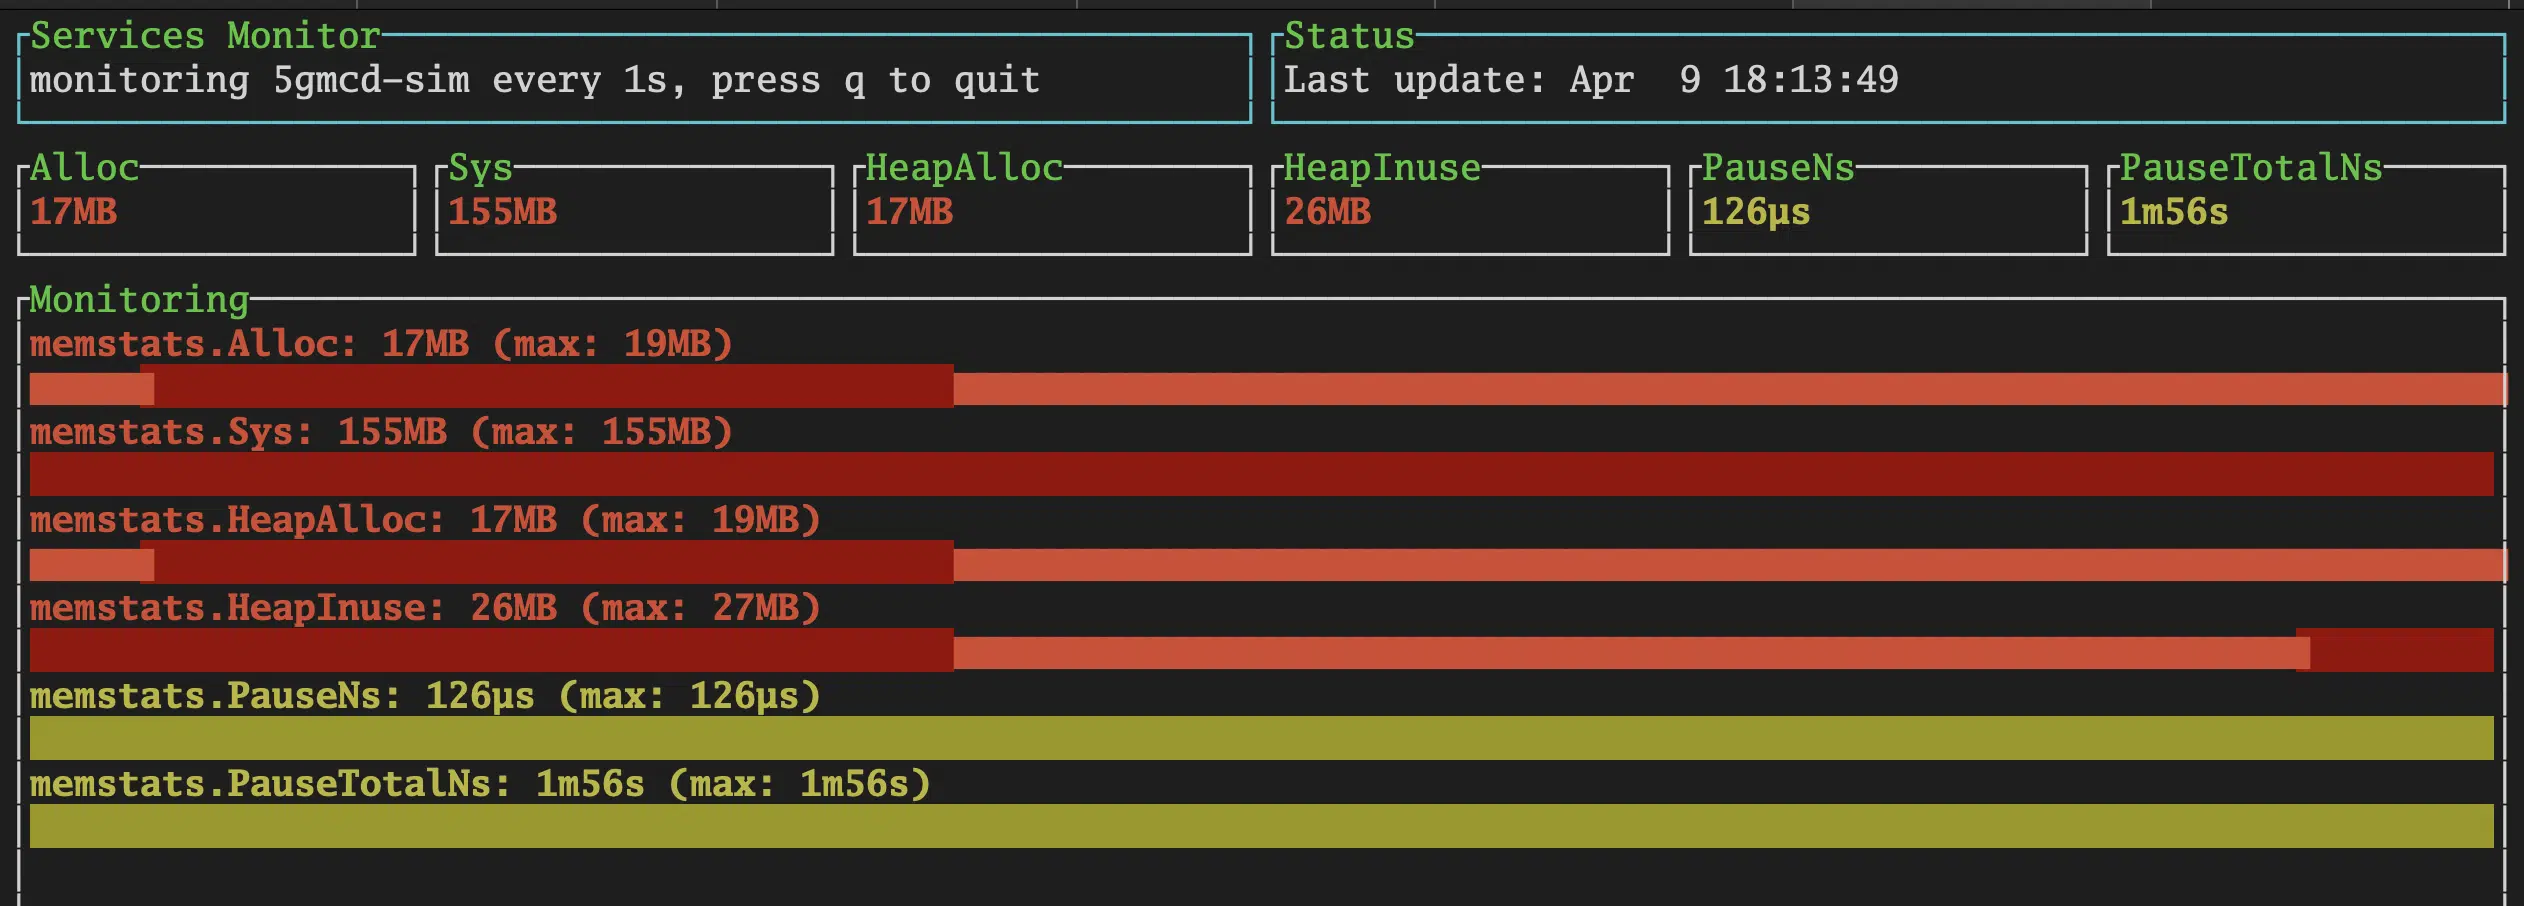 Services Monitor
monitoring 5gmcd-sim every 1s, press q to quit
Status
Last update: Apr  9 18:13:49
Alloc
17MB
Sys
155MB
HeapAlloc
17MB
HeapInuse
26MB
PauseNs
126µs
PauseTotalNs
1m56s
Monitoring
memstats.Alloc: 17MB (max: 19MB)
memstats.Sys: 155MB (max: 155MB)
memstats.HeapAlloc: 17MB (max: 19MB)
memstats.HeapInuse: 26MB (max: 27MB)
memstats.PauseNs: 126µs (max: 126µs)
memstats.PauseTotalNs: 1m56s (max: 1m56s)